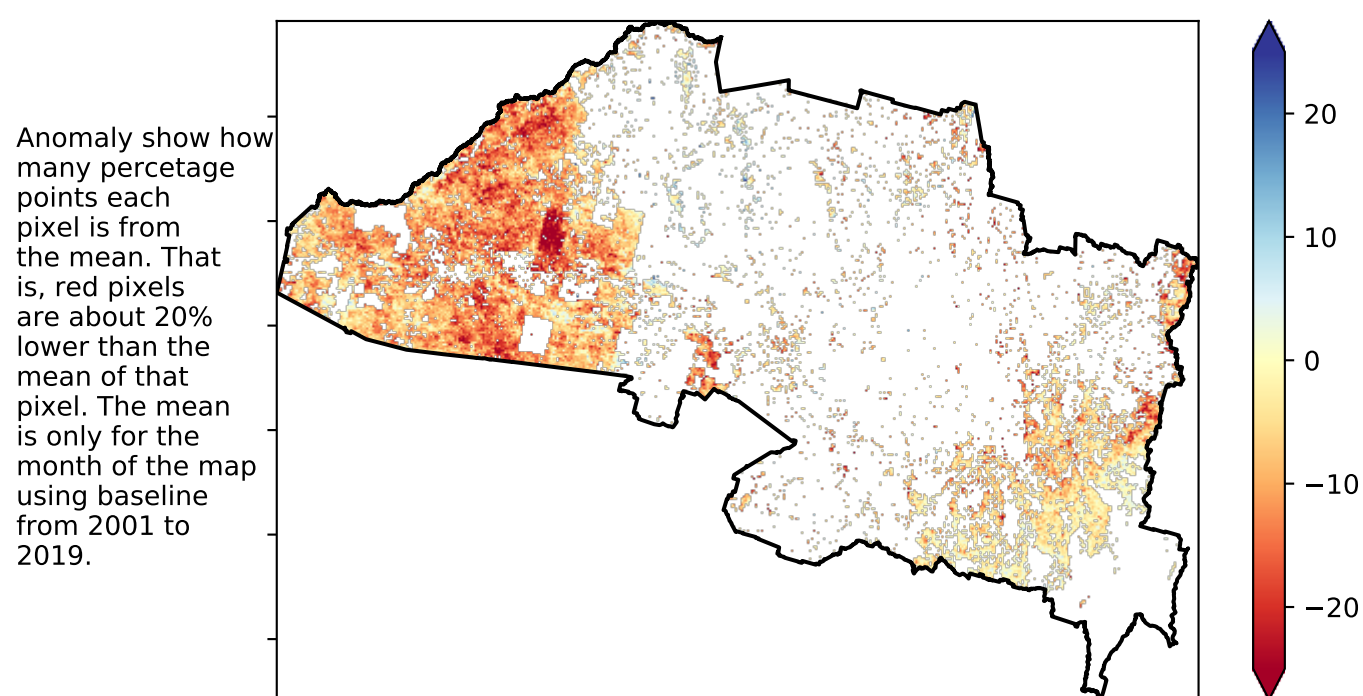 Anomaly show how
many percetage
points each
pixel is from
the mean. That
is, red pixels
are about 20%
lower than the
mean of that
pixel. The mean
is only for the
month of the map
using baseline
from 2001 to
2019.
20
10
0
−10
−20